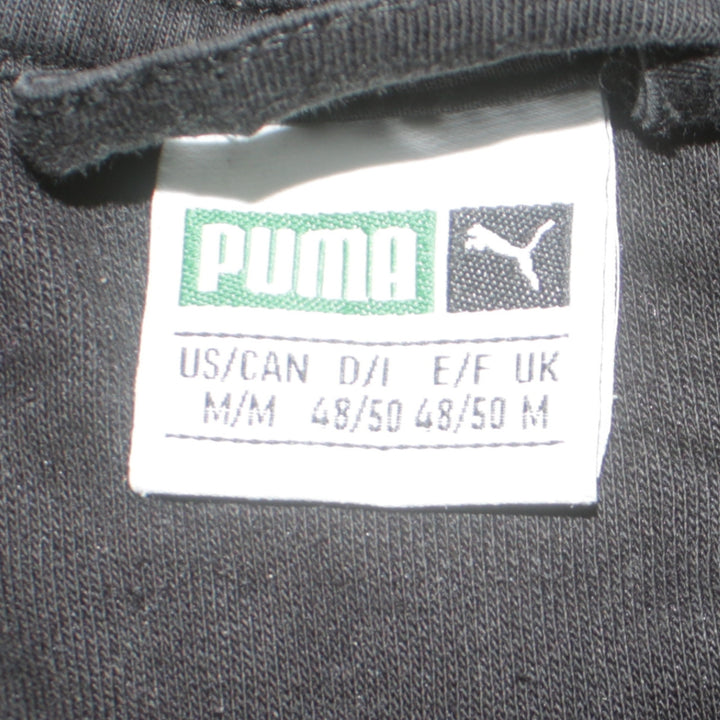 PUMA
US/CAN D/I E/F UK
M/M 48/50 48/50 M